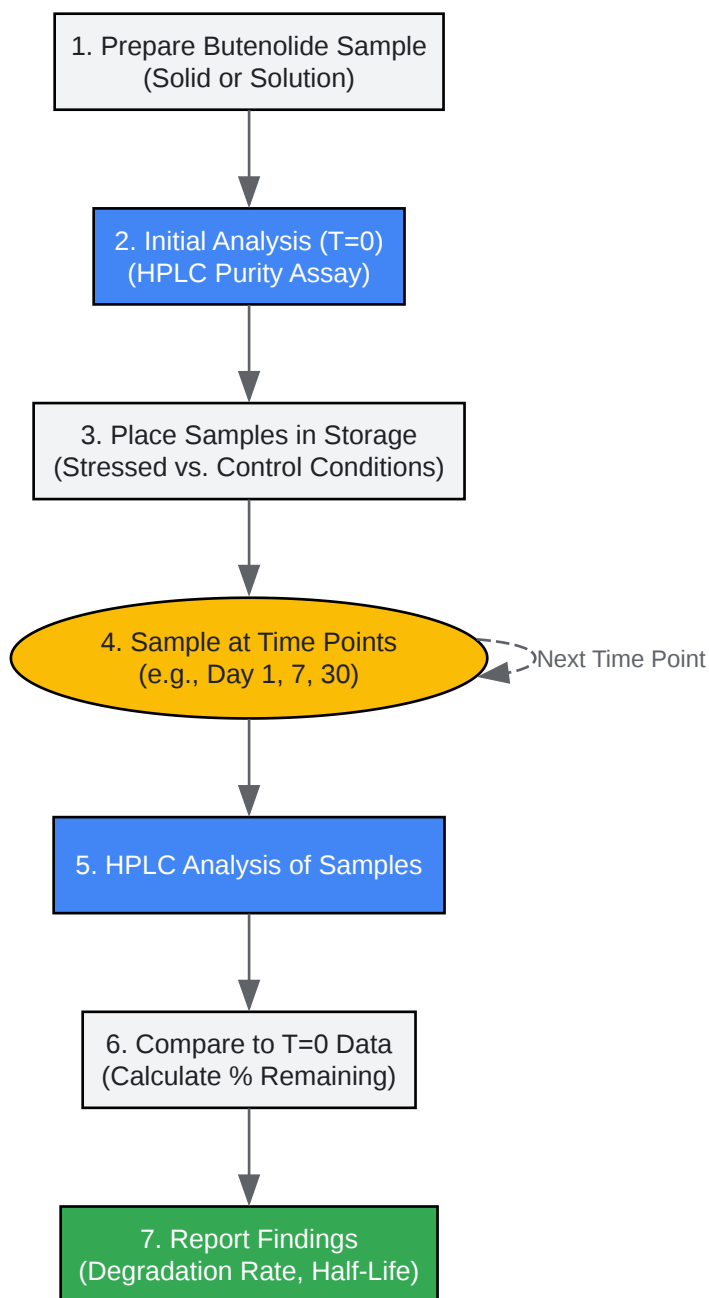 1. Prepare Butenolide Sample
(Solid or Solution)
2. Initial Analysis (T=0)
(HPLC Purity Assay)
3. Place Samples in Storage
(Stressed vs. Control Conditions)
4. Sample at Time Points
(e.g., Day 1, 7, 30)
Next Time Point
5. HPLC Analysis of Samples
6. Compare to T=0 Data
(Calculate % Remaining)
7. Report Findings
(Degradation Rate, Half-Life)